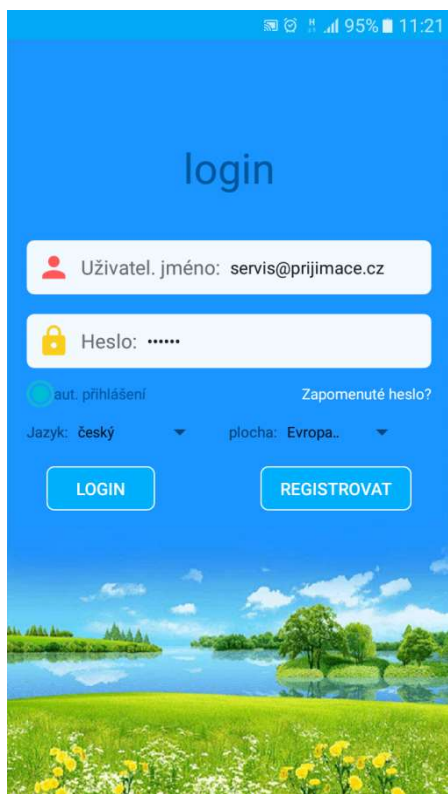 95% 11:21
login
Uživatel. jméno: servis@prijimace.cz
Heslo: ••••••
aut. přihlášení Zapomenuté heslo?
Jazyk: český plocha: Evropa..
LOGIN REGISTROVAT